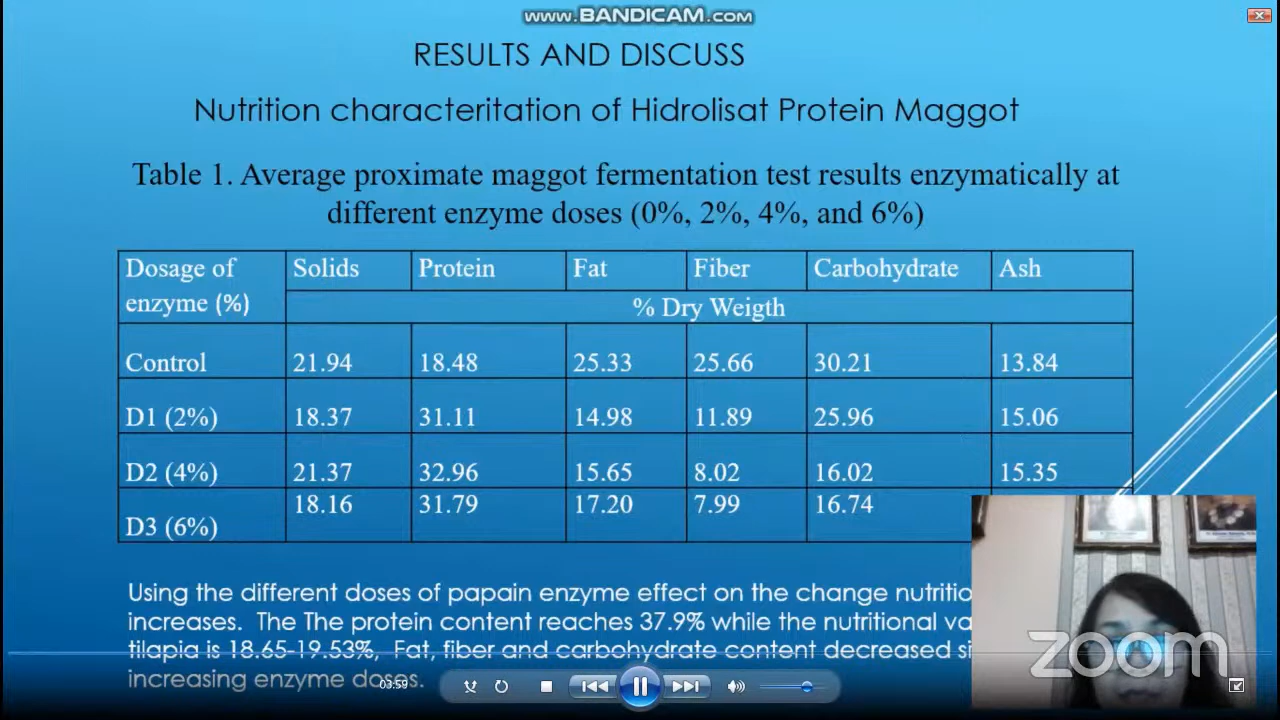 www.BANDICAM.com
RESULTS AND DISCUSS
Nutrition characteritation of Hidrolisat Protein Maggot
Table 1. Average proximate maggot fermentation test results enzymatically at
different enzyme doses (0%, 2%, 4%, and 6%)
Dosage of enzyme (%) Solids Protein Fat Fiber Carbohydrate Ash
% Dry Weigth
Control 21.94 18.48 25.33 25.66 30.21 13.84
D1 (2%) 18.37 31.11 14.98 11.89 25.96 15.06
D2 (4%) 21.37 32.96 15.65 8.02 16.02 15.35
D3 (6%) 18.16 31.79 17.20 7.99 16.74
Using the different doses of papain enzyme effect on the change nutritio
increases. The The protein content reaches 37.9% while the nutritional va
tilapia is 18.65-19.53%, Fat, fiber and carbohydrate content decreased si
increasing enzyme doses.
03:59
zoom